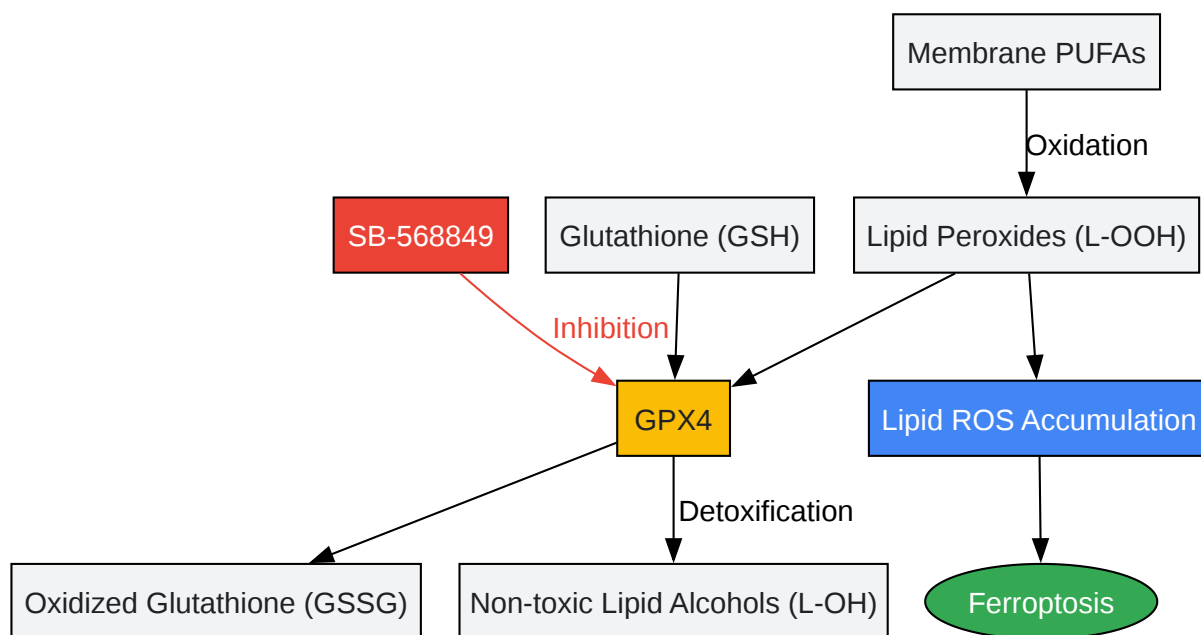 Membrane PUFAs
Oxidation
SB-568849
Glutathione (GSH)
Lipid Peroxides (L-OOH)
Inhibition
GPX4
Lipid ROS Accumulation
Detoxification
Oxidized Glutathione (GSSG)
Non-toxic Lipid Alcohols (L-OH)
Ferroptosis